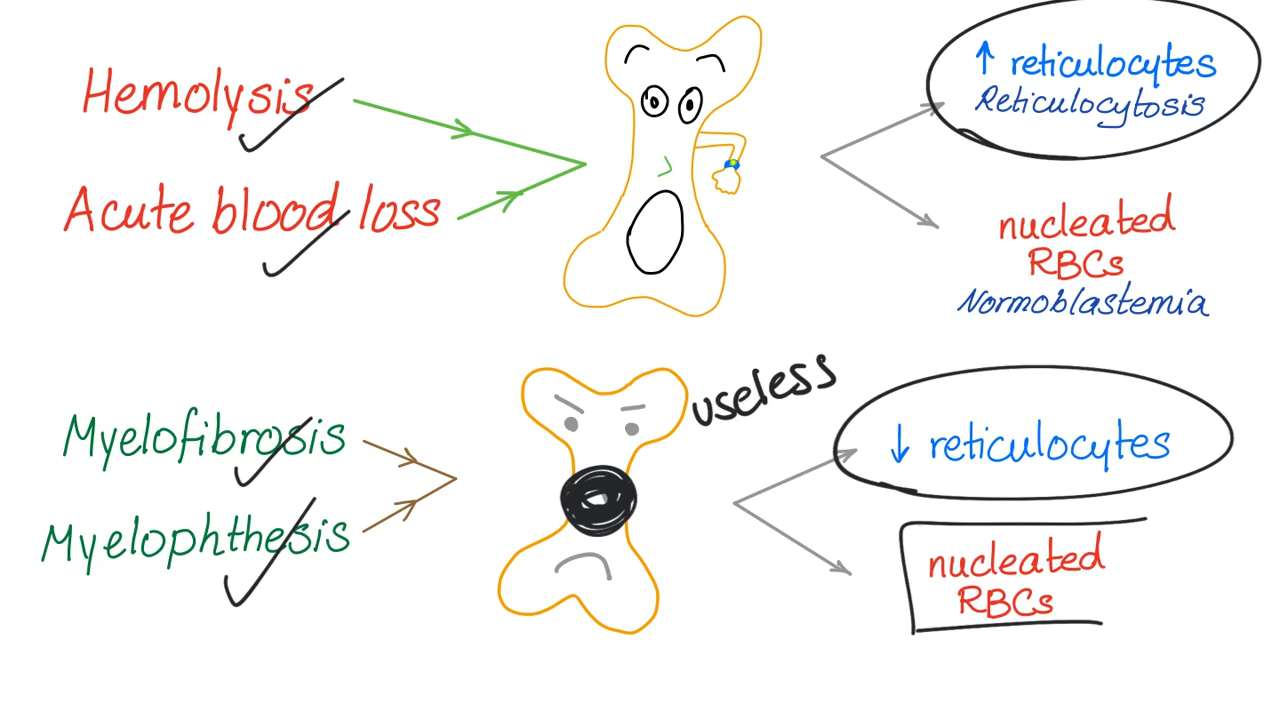 Hemolysis
Acute blood loss
↑ reticulocytes
Reticulocytosis
nucleated
RBCs
Normoblastemia
Myelofibrosis
Myelophthesis
useless
↓ reticulocytes
nucleated
RBCs